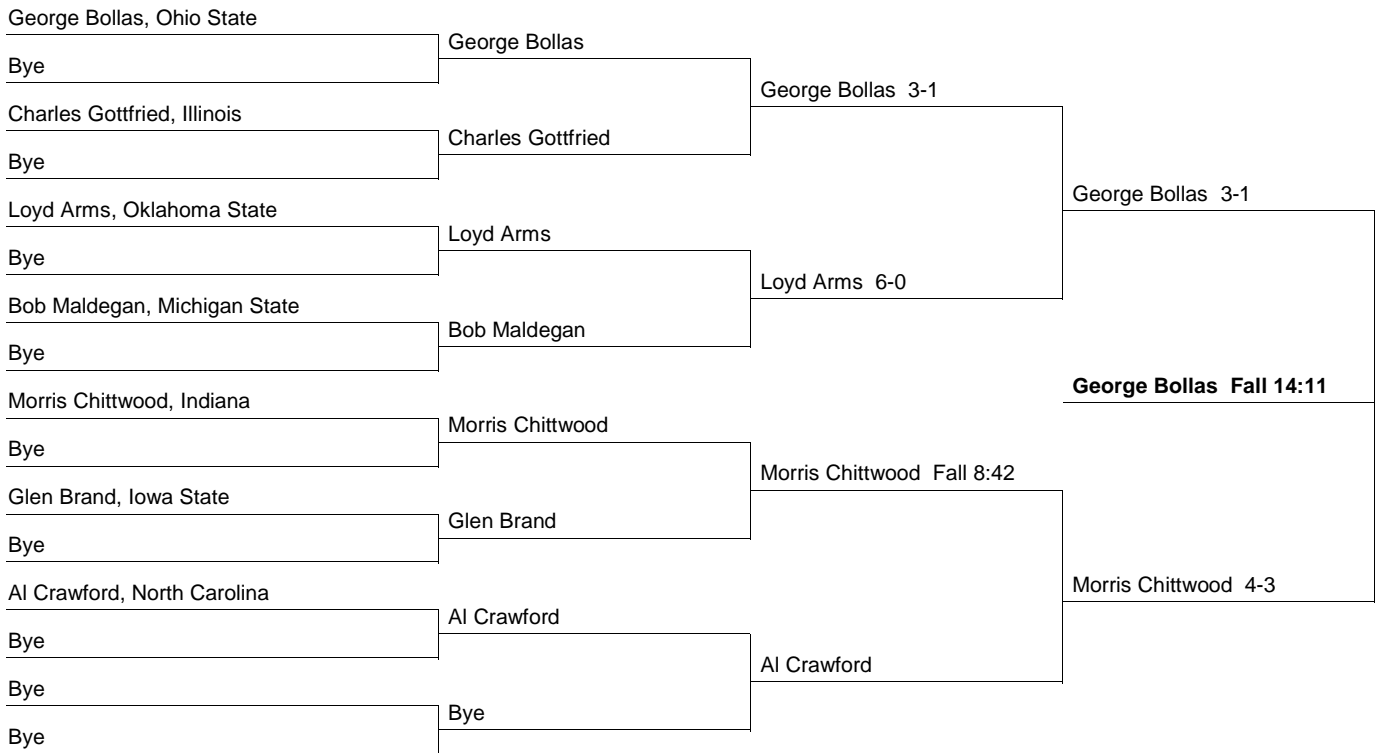 George Bollas, Ohio State
Bye
Charles Gottfried, Illinois
Bye
Loyd Arms, Oklahoma State
Bye
Bob Maldegan, Michigan State
Bye
Morris Chittwood, Indiana
Bye
Glen Brand, Iowa State
Bye
Al Crawford, North Carolina
Bye
Bye
Bye
George Bollas
Charles Gottfried
Loyd Arms
Bob Maldegan
Morris Chittwood
Glen Brand
Al Crawford
Bye
George Bollas 3-1
Loyd Arms 6-0
Morris Chittwood Fall 8:42
Al Crawford
George Bollas 3-1
Morris Chittwood 4-3
George Bollas Fall 14:11